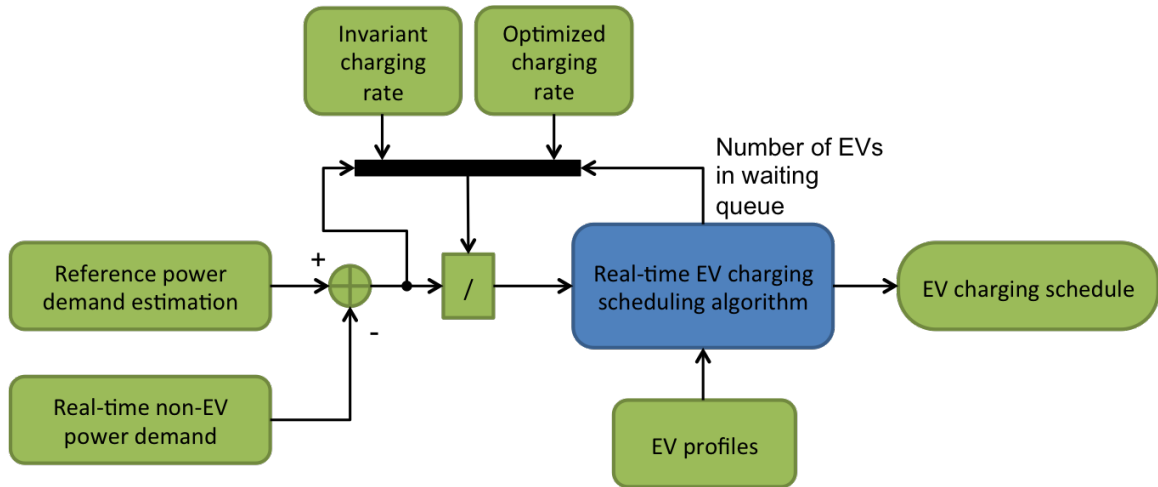 Invariant
charging
rate
Optimized
charging
rate
Number of EVs
in waiting
queue
Reference power
demand estimation
+
-
/
Real-time EV charging
scheduling algorithm
EV charging schedule
Real-time non-EV
power demand
EV profiles